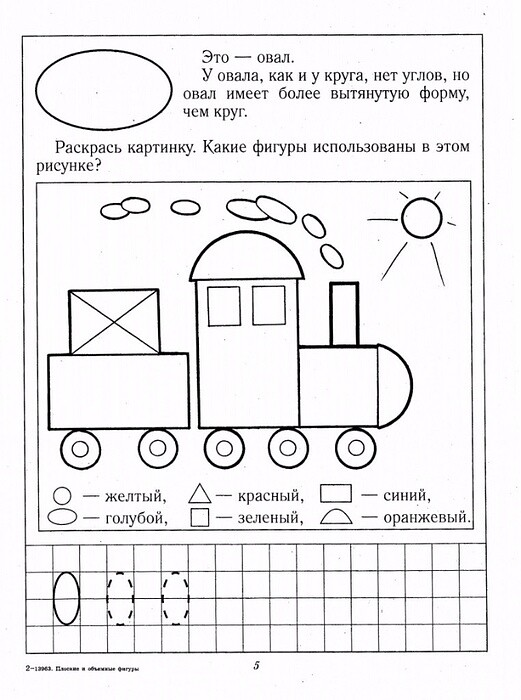 Это — овал.
У овала, как и у круга, нет углов, но
овал имеет более вытянутую форму,
чем круг.
Раскрась картинку. Какие фигуры использованы в этом
рисунке?
— желтый, — красный, — синий,
— голубой, — зеленый, — оранжевый.
2—13963. Плоские и объемные фигуры
5